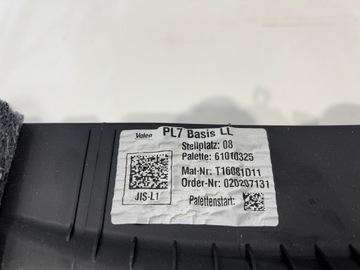 Valeo PL7 Basis LL
Stellplatz: 08
Palette: 61010325
Mat-Nr: T16081D11
Order-Nr: 020207131
JIS-L1
Palettenstart: